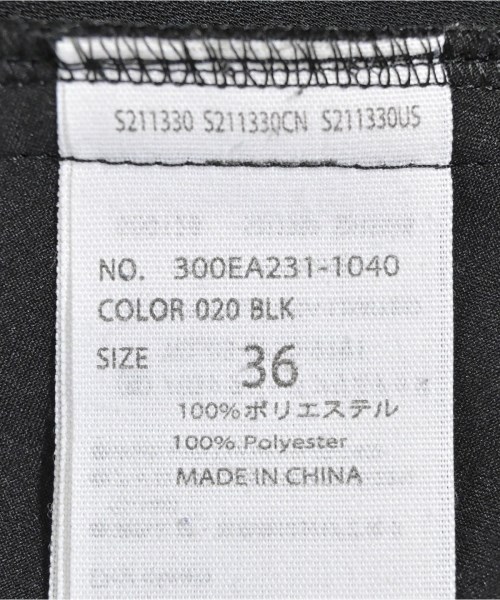 S211330 S211330CN S211330US
NO. 300EA231-1040
COLOR 020 BLK
SIZE 36
100%ポリエステル
100% Polyester
MADE IN CHINA